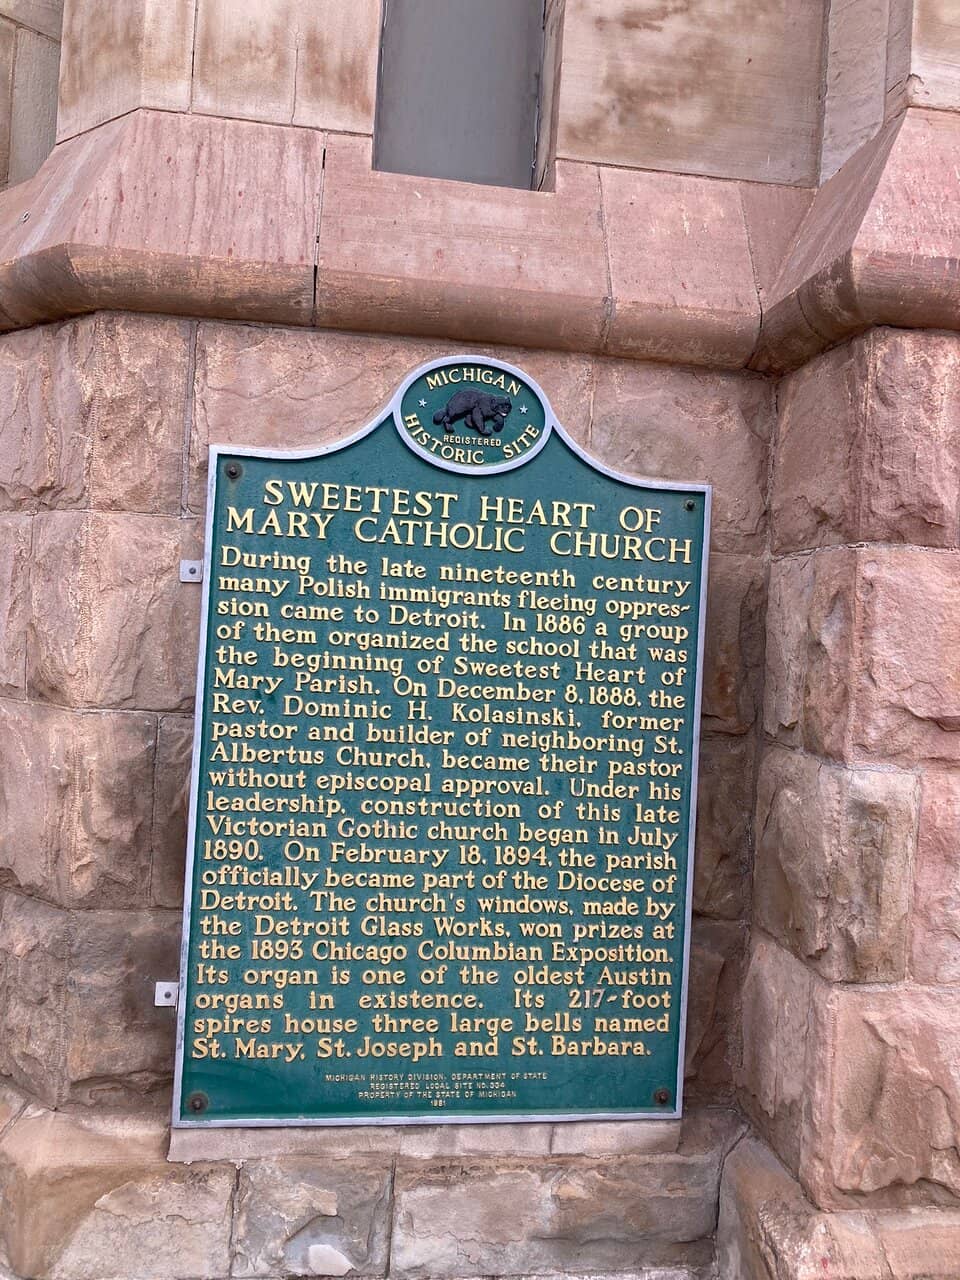 MICHIGAN
REGISTERED
HISTORIC SITE
SWEETEST HEART OF
MARY CATHOLIC CHURCH
During the late nineteenth century
many Polish immigrants fleeing oppres-
sion came to Detroit. In 1886 a group
of them organized the school that was
the beginning of Sweetest Heart of
Mary Parish. On December 8, 1888, the
Rev. Dominic H. Kolasinski, former
pastor and builder of neighboring St.
Albertus Church, became their pastor
without episcopal approval. Under his
leadership, construction of this late
Victorian Gothic church began in July
1890. On February 18, 1894, the parish
officially became part of the Diocese of
Detroit. The church's windows, made by
the Detroit Glass Works, won prizes at
the 1893 Chicago Columbian Exposition.
Its organ is one of the oldest Austin
organs in existence. Its 217-foot
spires house three large bells named
St. Mary, St. Joseph and St. Barbara.
MICHIGAN HISTORY DIVISION, DEPARTMENT OF STATE
REGISTERED LOCAL SITE NO. 334
PROPERTY OF THE STATE OF MICHIGAN
1981